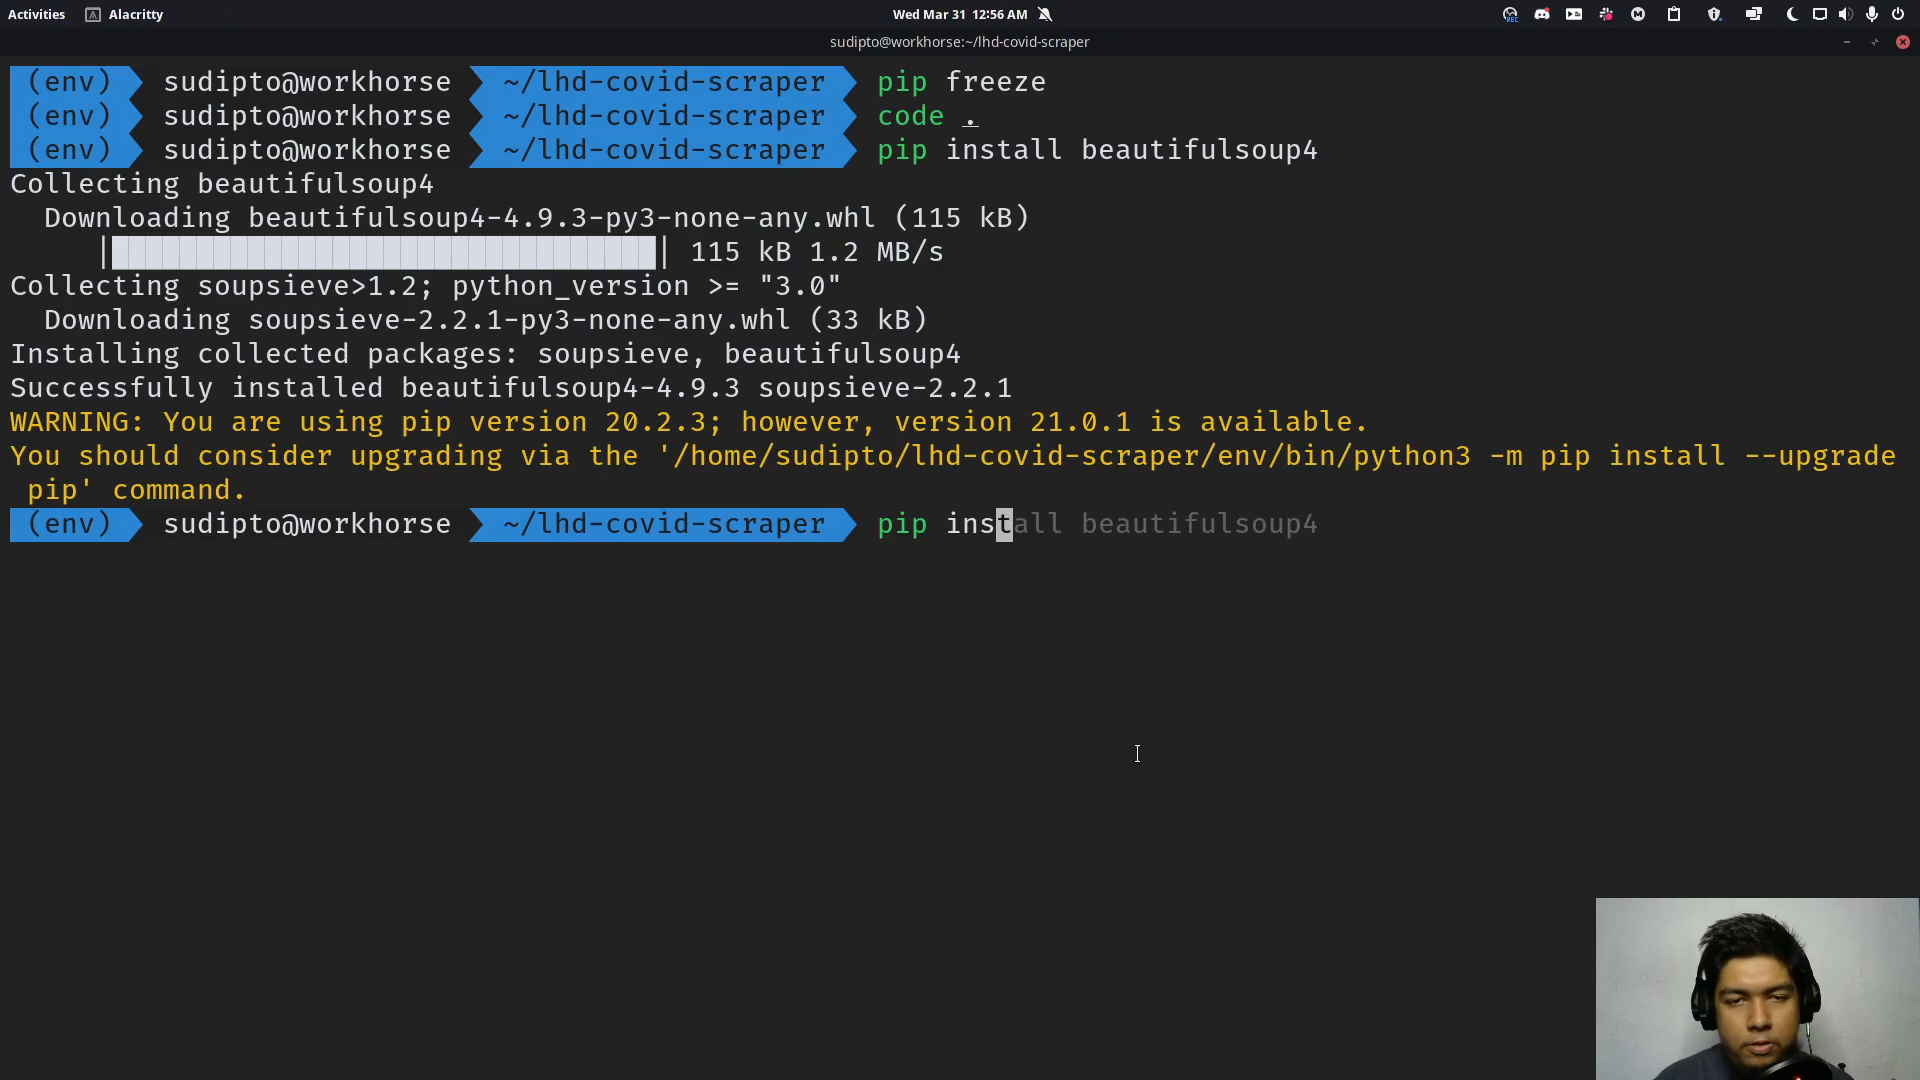 Activities Alacritty Wed Mar 31 12:56 AM
sudipto@workhorse:~/lhd-covid-scraper
(env) sudipto@workhorse ~/lhd-covid-scraper pip freeze
(env) sudipto@workhorse ~/lhd-covid-scraper code .
(env) sudipto@workhorse ~/lhd-covid-scraper pip install beautifulsoup4
Collecting beautifulsoup4
Downloading beautifulsoup4-4.9.3-py3-none-any.whl (115 kB)
|████████████████████████████████| 115 kB 1.2 MB/s
Collecting soupsieve>1.2; python_version >= "3.0"
Downloading soupsieve-2.2.1-py3-none-any.whl (33 kB)
Installing collected packages: soupsieve, beautifulsoup4
Successfully installed beautifulsoup4-4.9.3 soupsieve-2.2.1
WARNING: You are using pip version 20.2.3; however, version 21.0.1 is available.
You should consider upgrading via the '/home/sudipto/lhd-covid-scraper/env/bin/python3 -m pip install --upgrade
pip' command.
(env) sudipto@workhorse ~/lhd-covid-scraper pip install beautifulsoup4